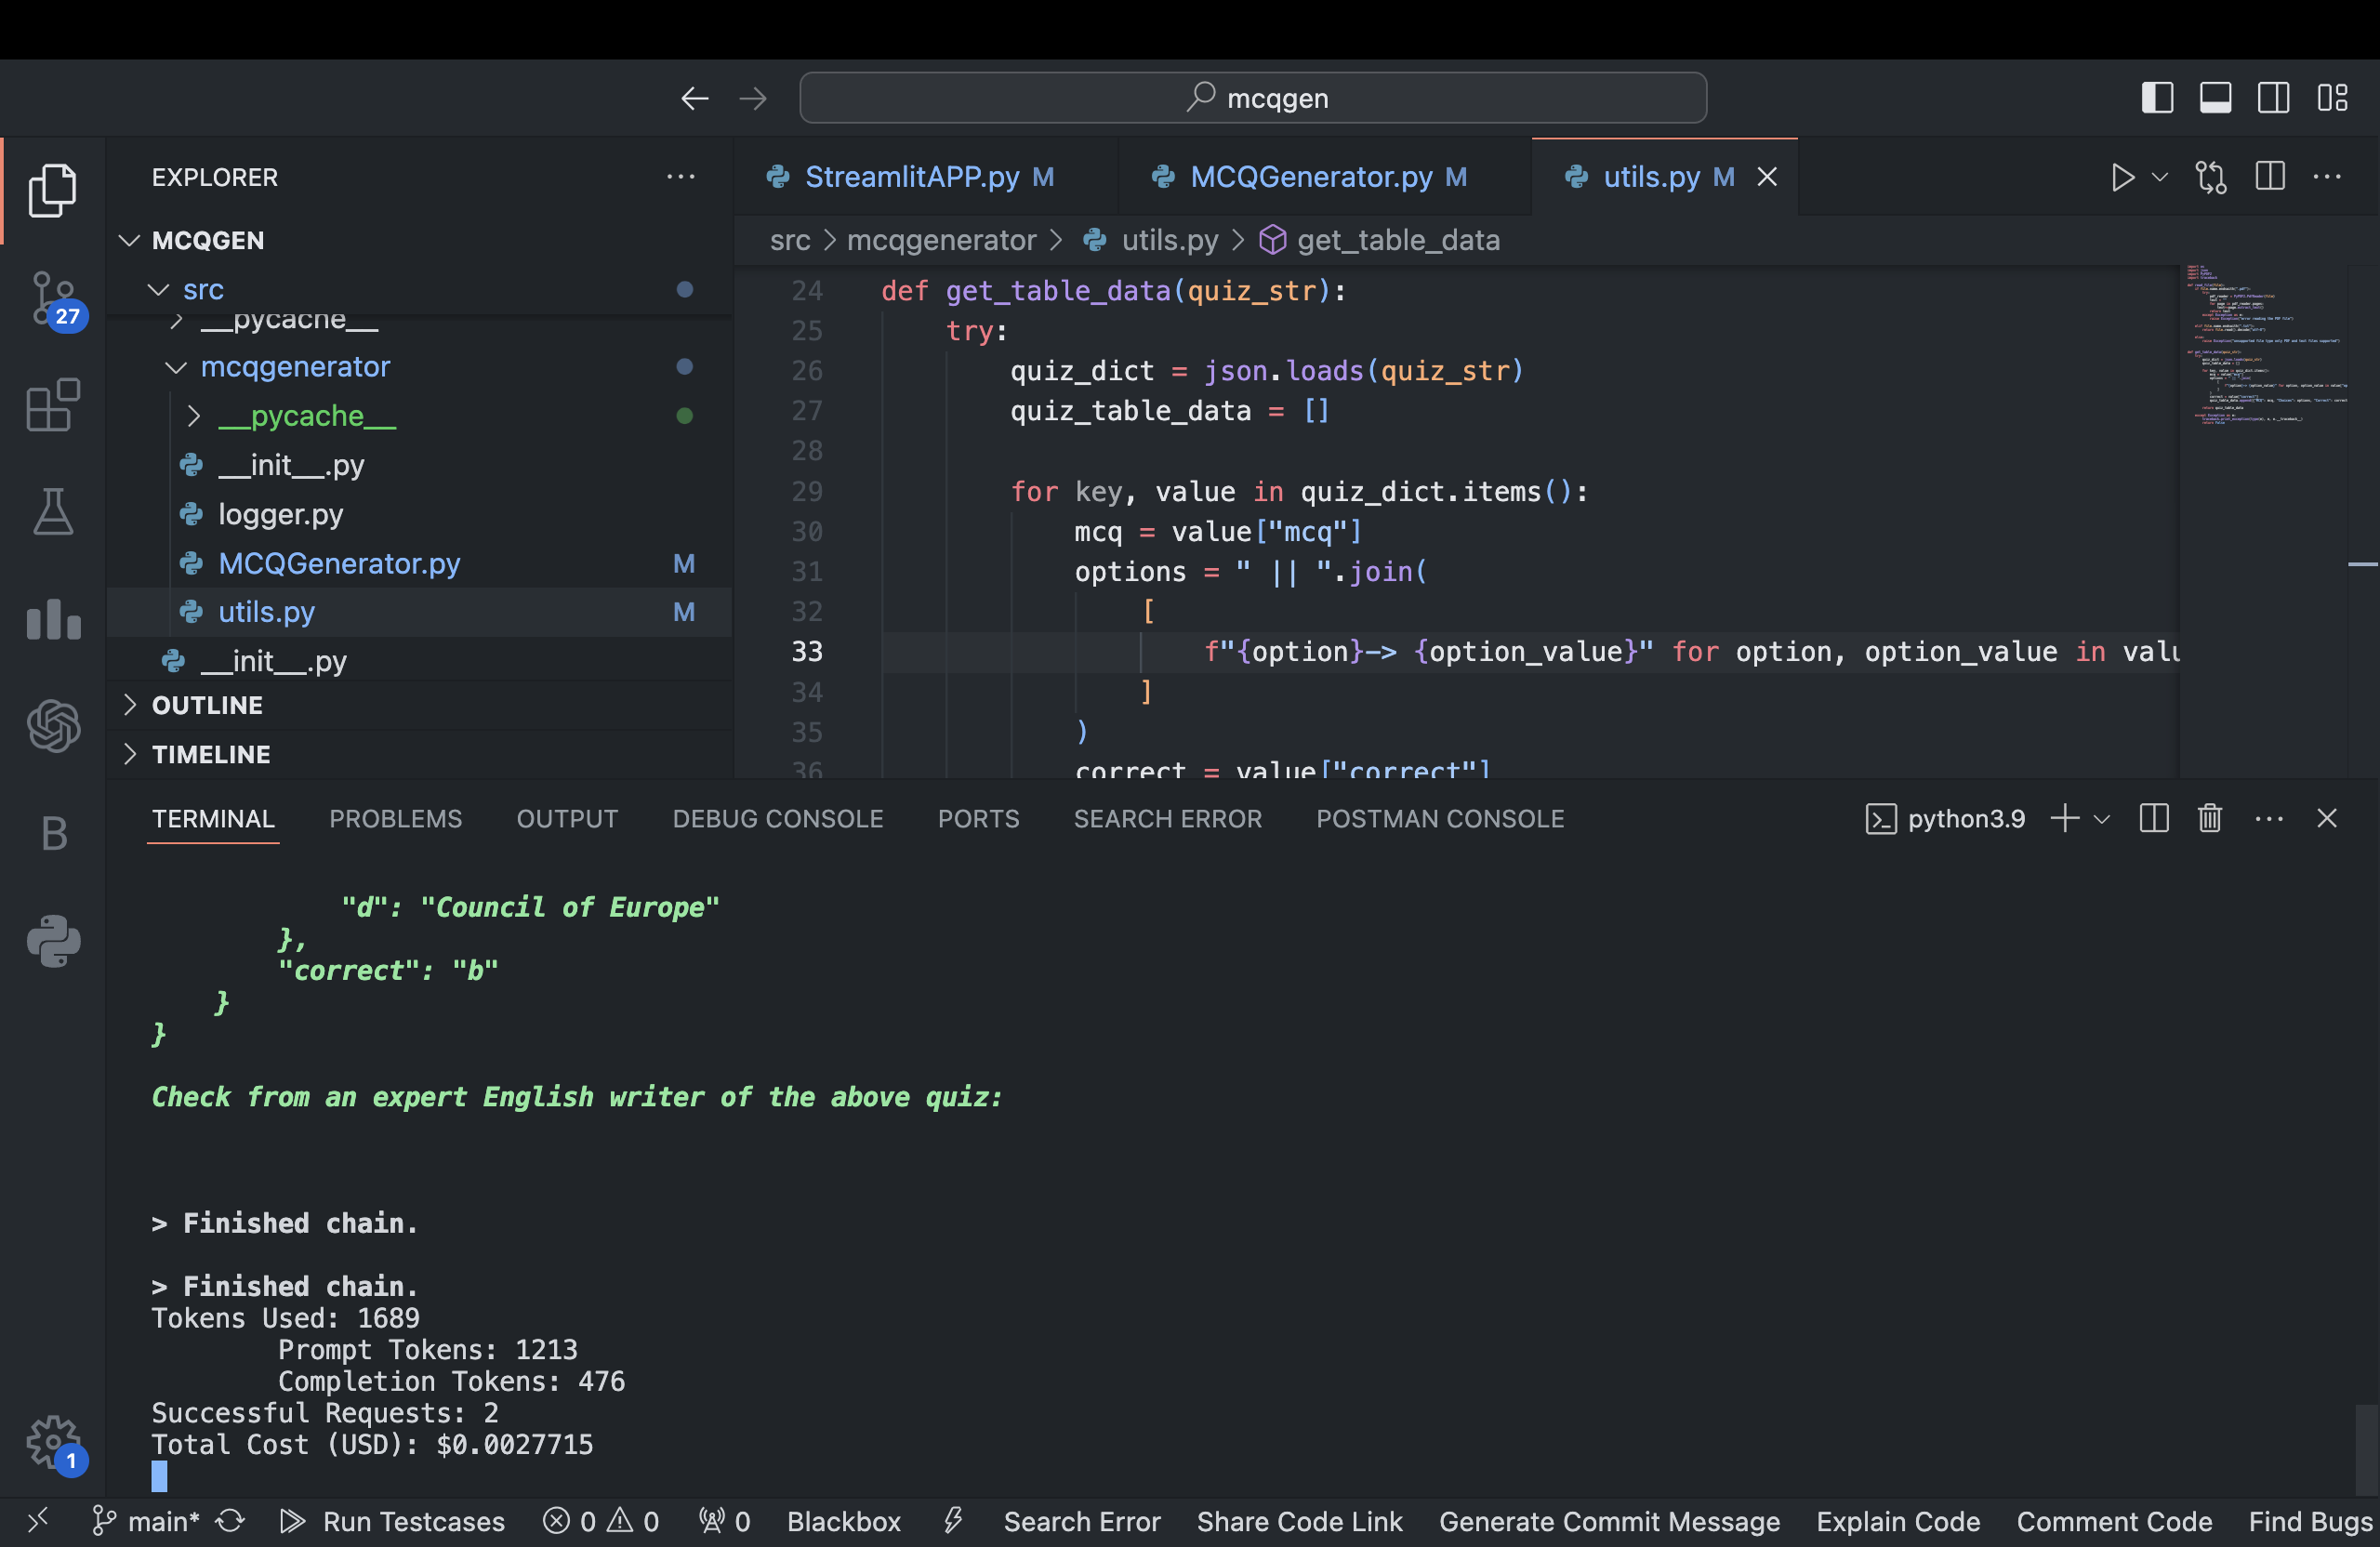 mcqgen
EXPLORER
MCQGEN
src
__pycache__
mcqgenerator
__pycache__
__init__.py
logger.py
MCQGenerator.py M
utils.py M
__init__.py
OUTLINE
TIMELINE
27
B
1
StreamlitAPP.py M
MCQGenerator.py M
utils.py M
src > mcqgenerator > utils.py > get_table_data
24 def get_table_data(quiz_str):
25 try:
26 quiz_dict = json.loads(quiz_str)
27 quiz_table_data = []
28
29 for key, value in quiz_dict.items():
30 mcq = value["mcq"]
31 options = " || ".join(
32 [
33 f"{option}-> {option_value}" for option, option_value in valu
34 ]
35 )
36 correct = value["correct"]
TERMINAL PROBLEMS OUTPUT DEBUG CONSOLE PORTS SEARCH ERROR POSTMAN CONSOLE python3.9
"d": "Council of Europe"
},
"correct": "b"
}
}
Check from an expert English writer of the above quiz:
> Finished chain.
> Finished chain.
Tokens Used: 1689
Prompt Tokens: 1213
Completion Tokens: 476
Successful Requests: 2
Total Cost (USD): $0.0027715
main* Run Testcases 0 0 0 Blackbox Search Error Share Code Link Generate Commit Message Explain Code Comment Code Find Bugs